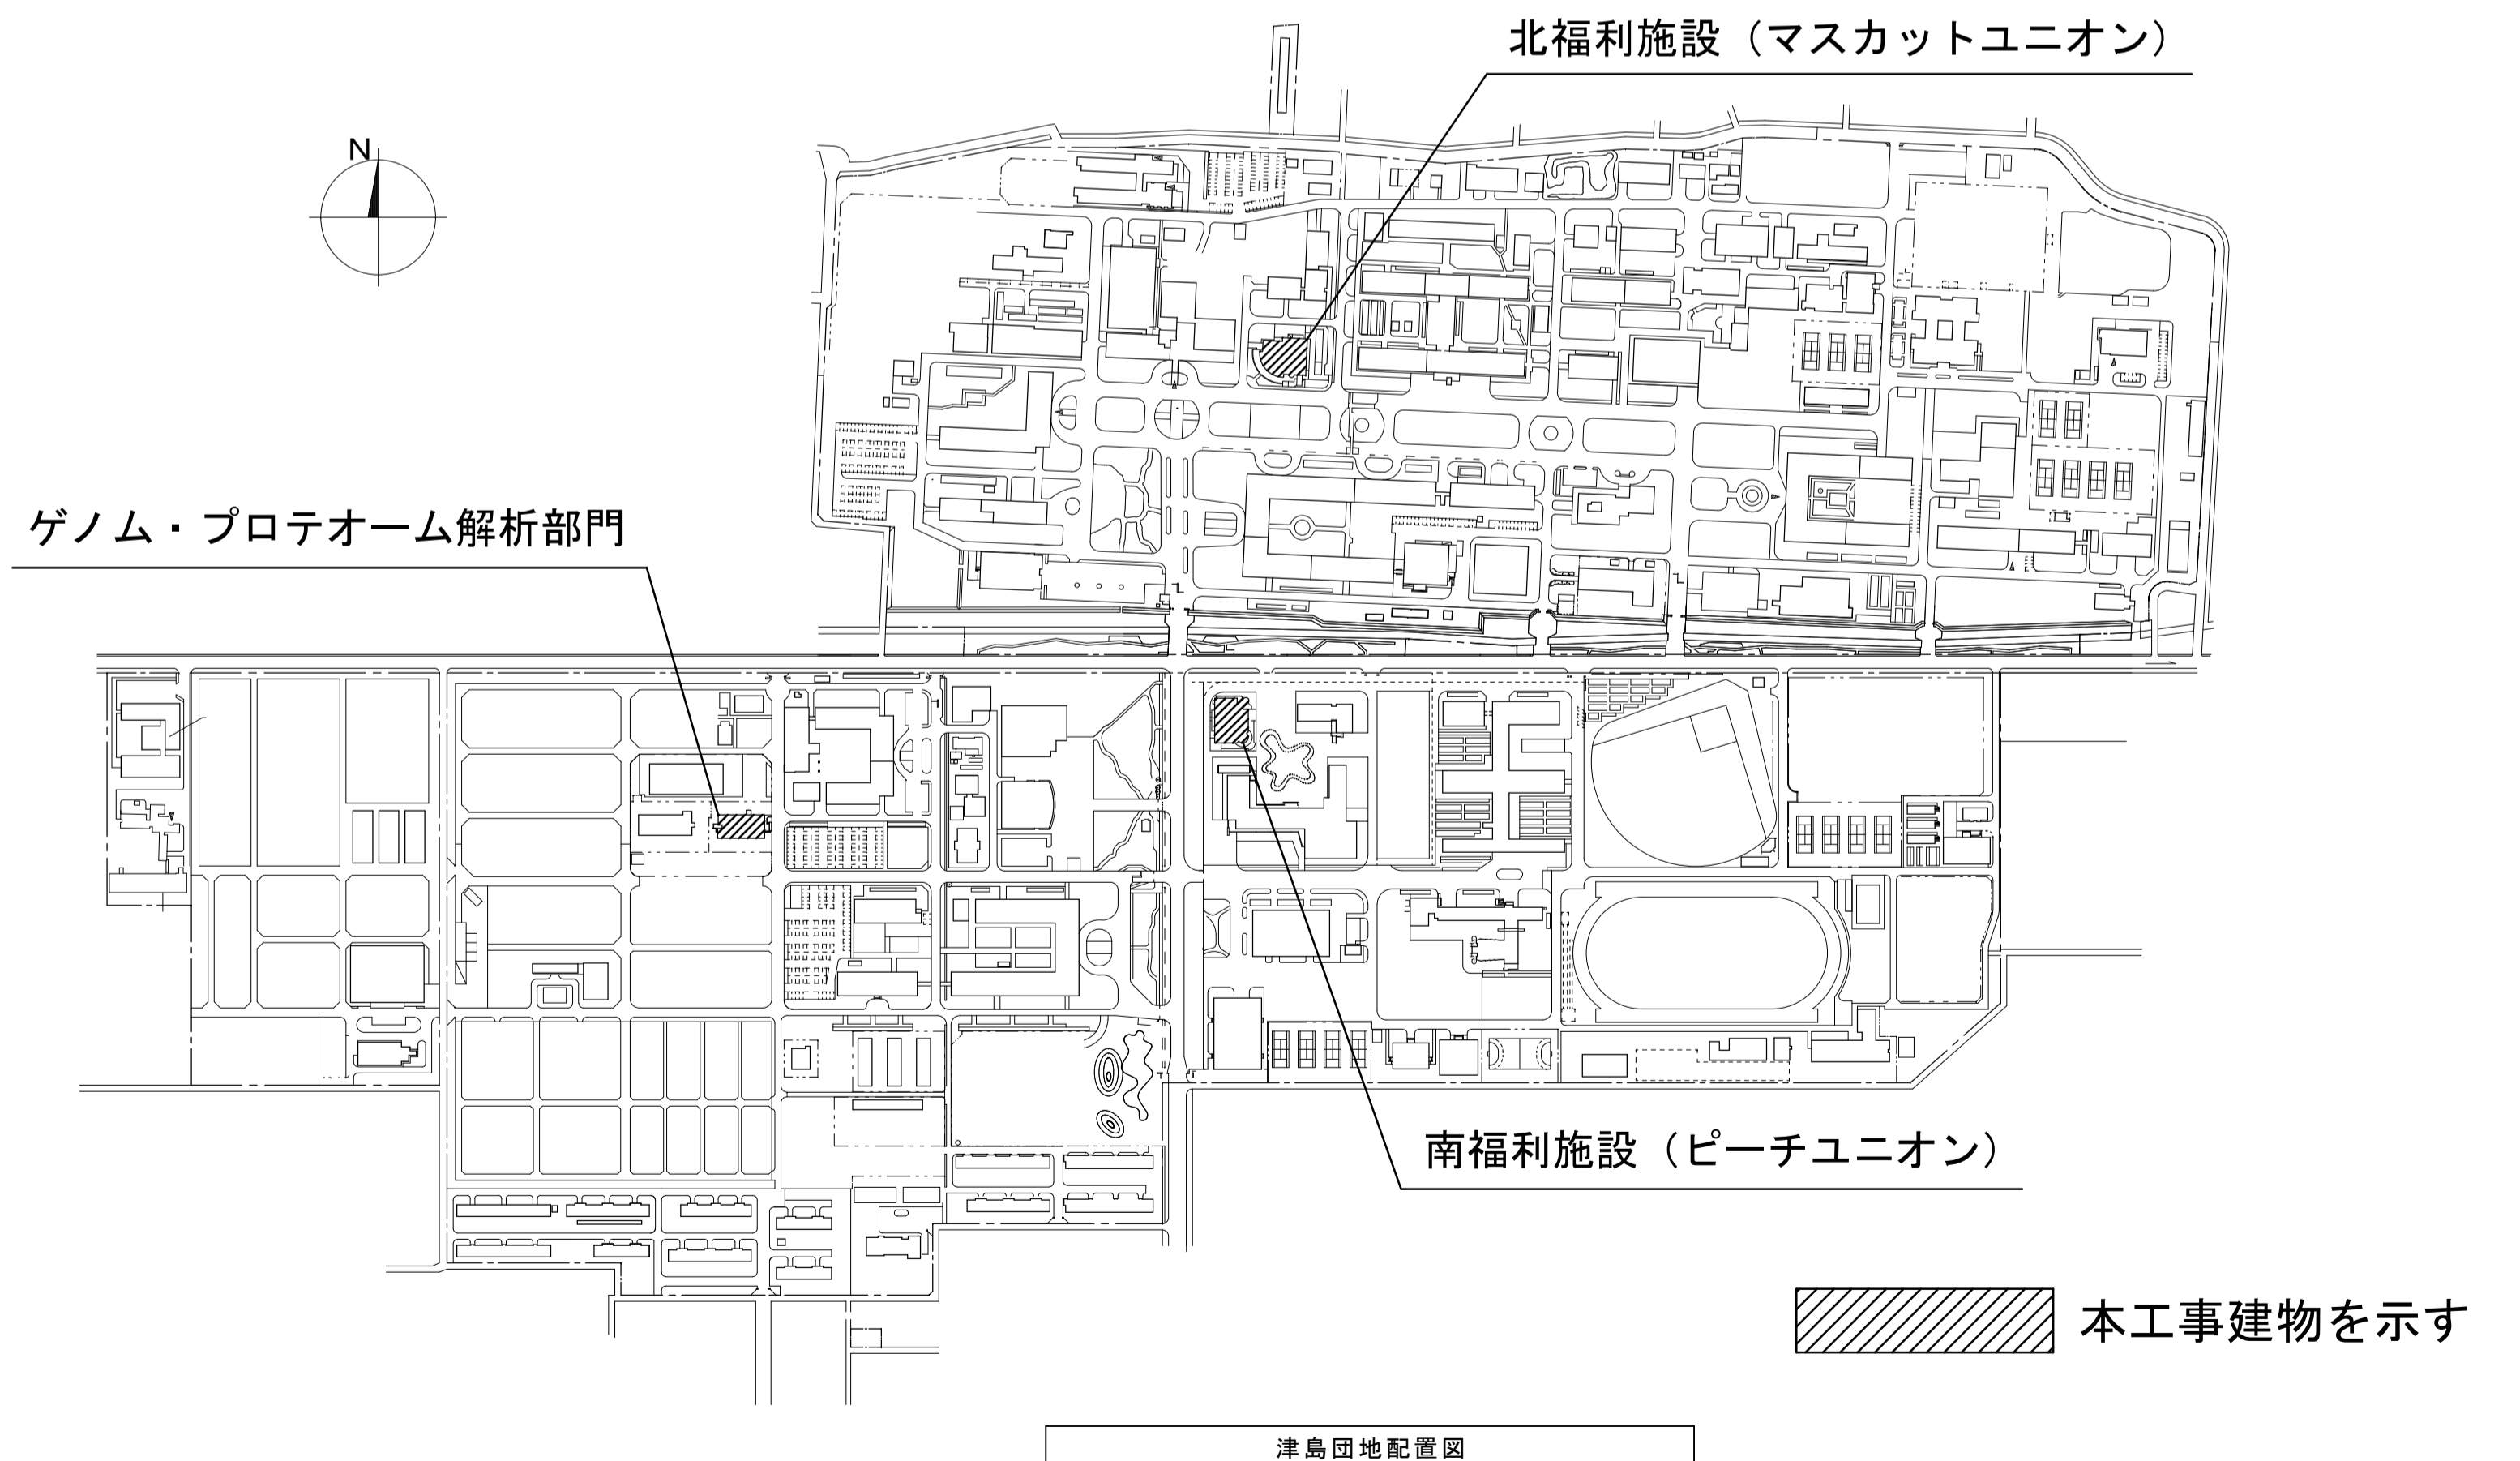 北福利施設（マスカットユニオン）
N
ゲノム・プロテオーム解析部門
南福利施設（ピーチユニオン）
本工事建物を示す
津島団地配置図